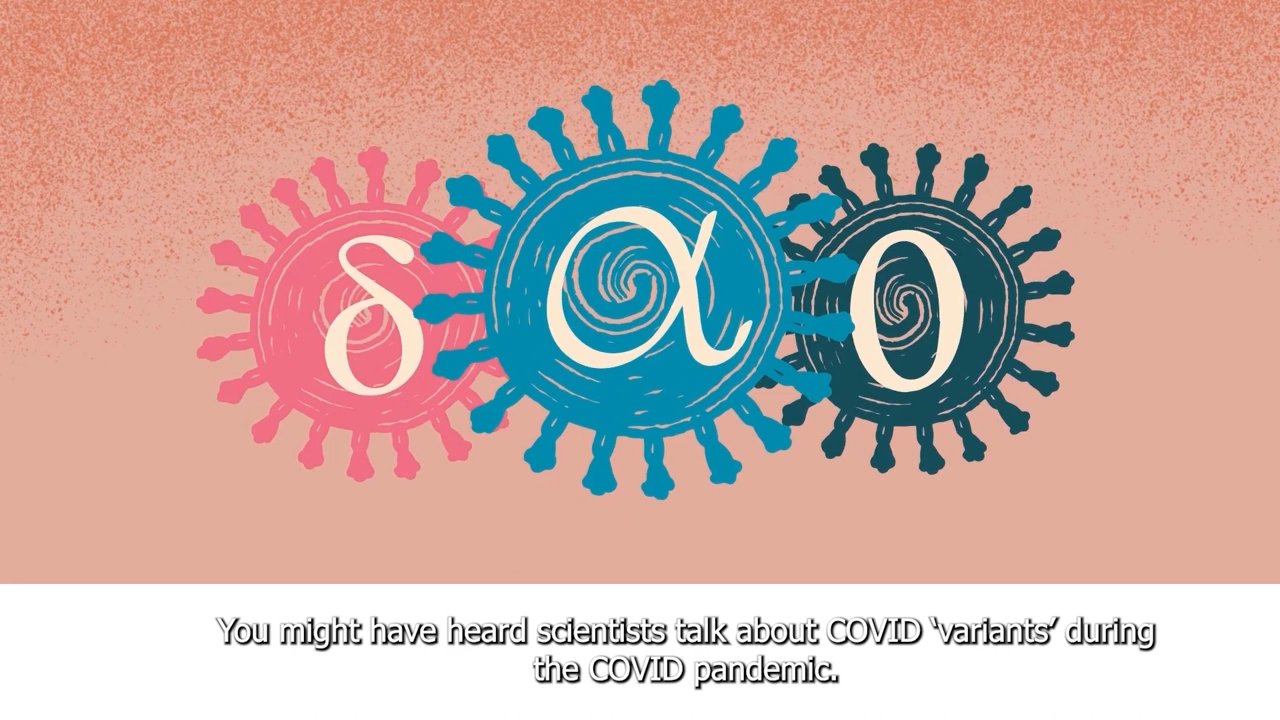 δ α ο
You might have heard scientists talk about COVID ‘variants’ during
the COVID pandemic.